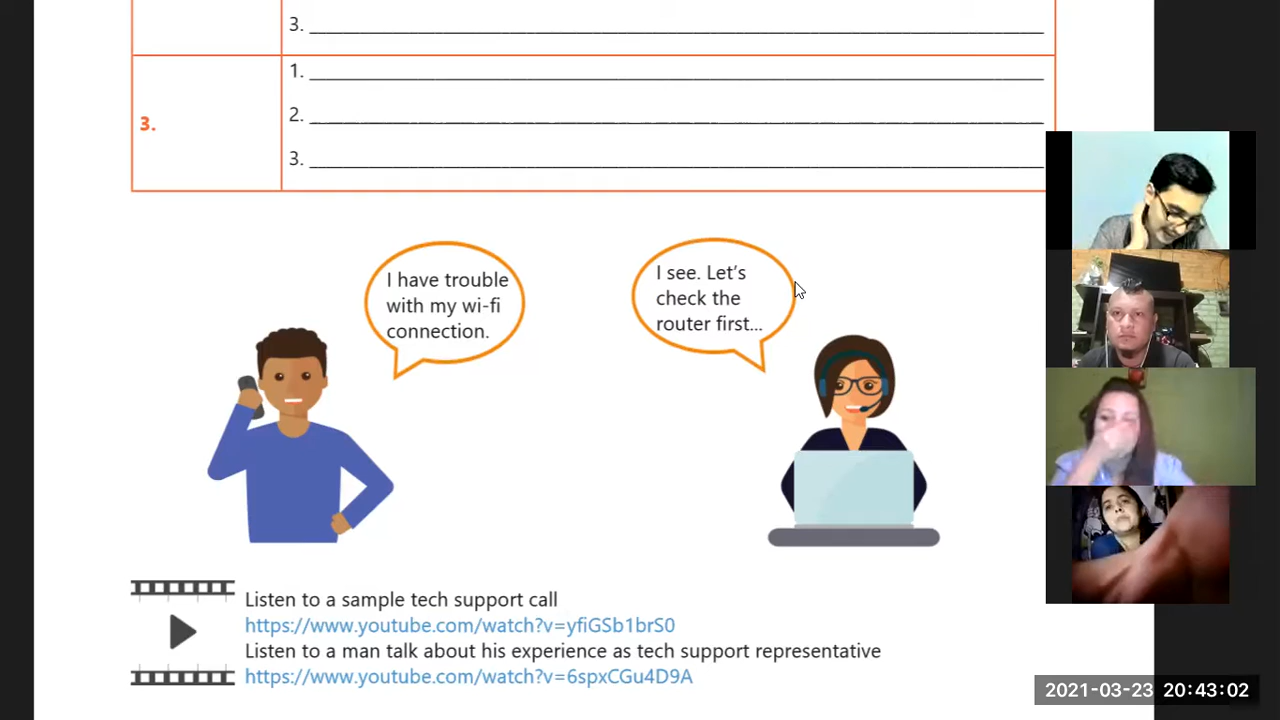 3.
1.
2.
3.
3.
I have trouble
with my wi-fi
connection.
I see. Let's
check the
router first...
Listen to a sample tech support call
https://www.youtube.com/watch?v=yfiGSb1brS0
Listen to a man talk about his experience as tech support representative
https://www.youtube.com/watch?v=6spxCGu4D9A
2021-03-23 20:43:02